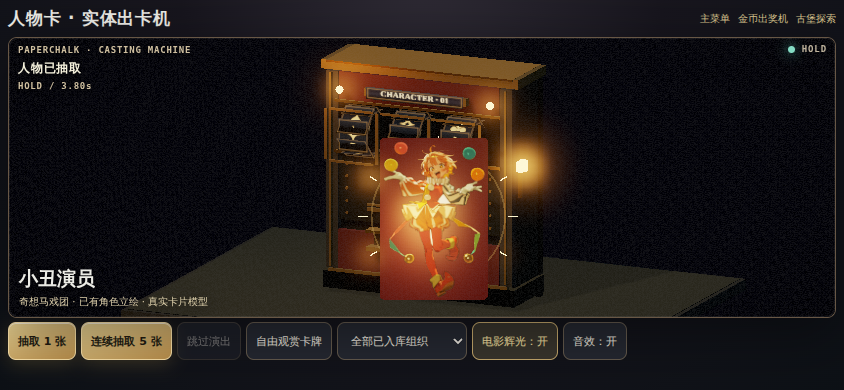 人物卡 · 实体出卡机
主菜单 金币出奖机 古堡探索
PAPERCHALK · CASTING MACHINE
HOLD
人物已抽取
HOLD / 3.80s
CHARACTER · 01
小丑演员
奇想马戏团 · 已有角色立绘 · 真实卡片模型
抽取 1 张
连续抽取 5 张
跳过演出
自由观赏卡牌
全部已入库组织
电影辉光：开
音效：开